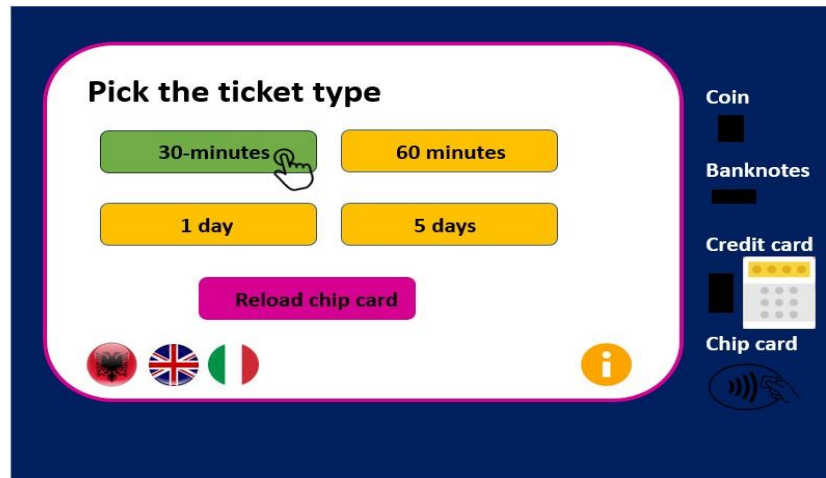 Pick the ticket type
30-minutes
60 minutes
1 day
5 days
Reload chip card
i
Coin
Banknotes
Credit card
Chip card